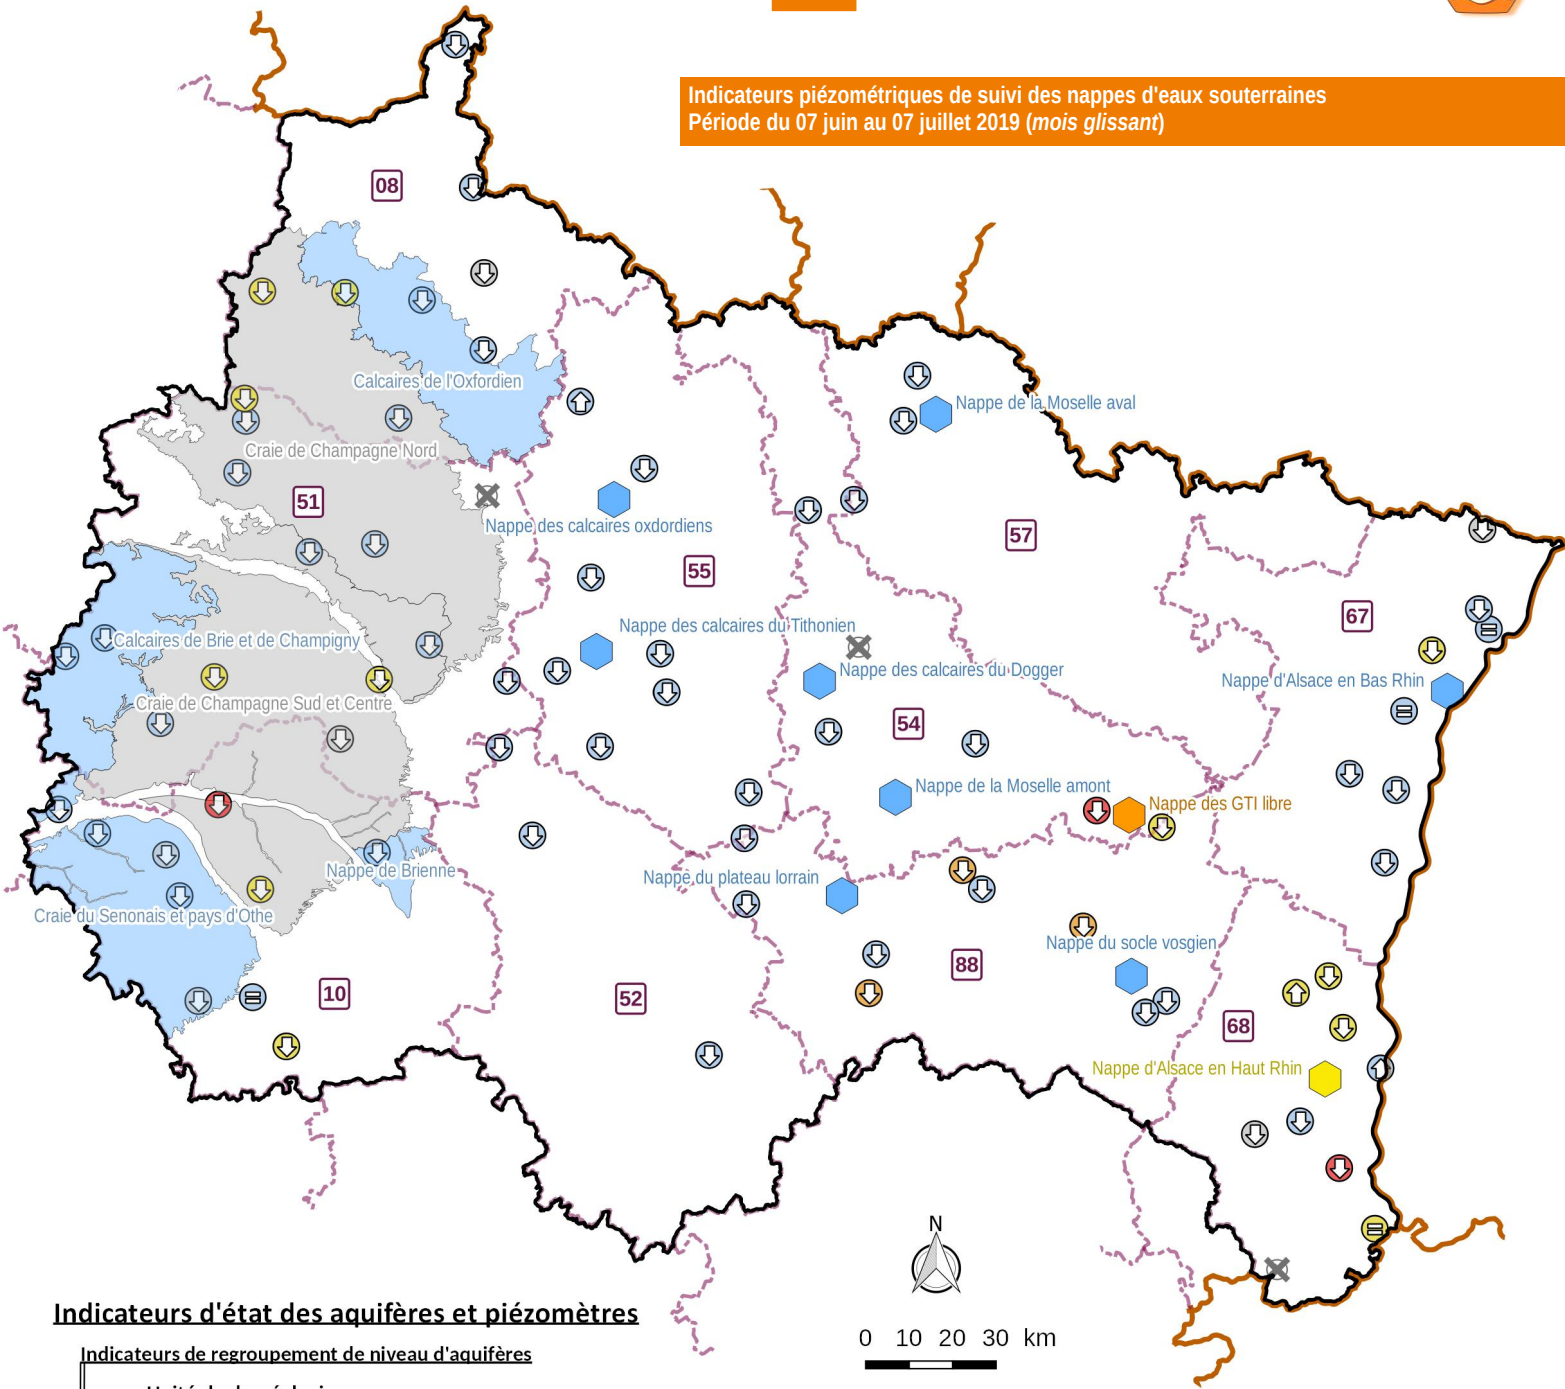 Indicateurs piézométriques de suivi des nappes d'eaux souterraines
Période du 07 juin au 07 juillet 2019 (mois glissant)
08
Calcaires de l'Oxfordien
Nappe de la Moselle aval
Craie de Champagne Nord
51
Nappe des calcaires oxdordiens
57
55
67
Nappe des calcaires du Tithonien
Calcaires de Brie et de Champigny
Nappe des calcaires du Dogger
Nappe d'Alsace en Bas Rhin
Craie de Champagne Sud et Centre
54
Nappe de la Moselle amont
Nappe des GTI libre
Nappe de Brienne
Nappe du plateau lorrain
Craie du Senonais et pays d'Othe
Nappe du socle vosgien
88
10
52
68
Nappe d'Alsace en Haut Rhin
N
Indicateurs d'état des aquifères et piézomètres
0 10 20 30 km
Indicateurs de regroupement de niveau d'aquifères